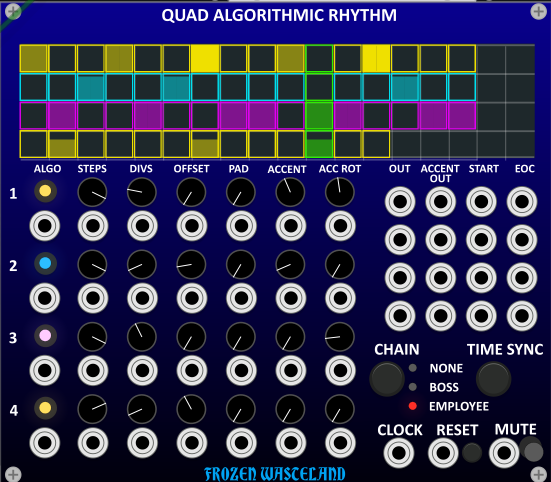 QUAD ALGORITHMIC RHYTHM
ALGO STEPS DIVS OFFSET PAD ACCENT ACC ROT OUT ACCENT OUT START EOC
1
2
3
CHAIN TIME SYNC
NONE
BOSS
4 EMPLOYEE
CLOCK RESET MUTE
FROZEN WASTELAND